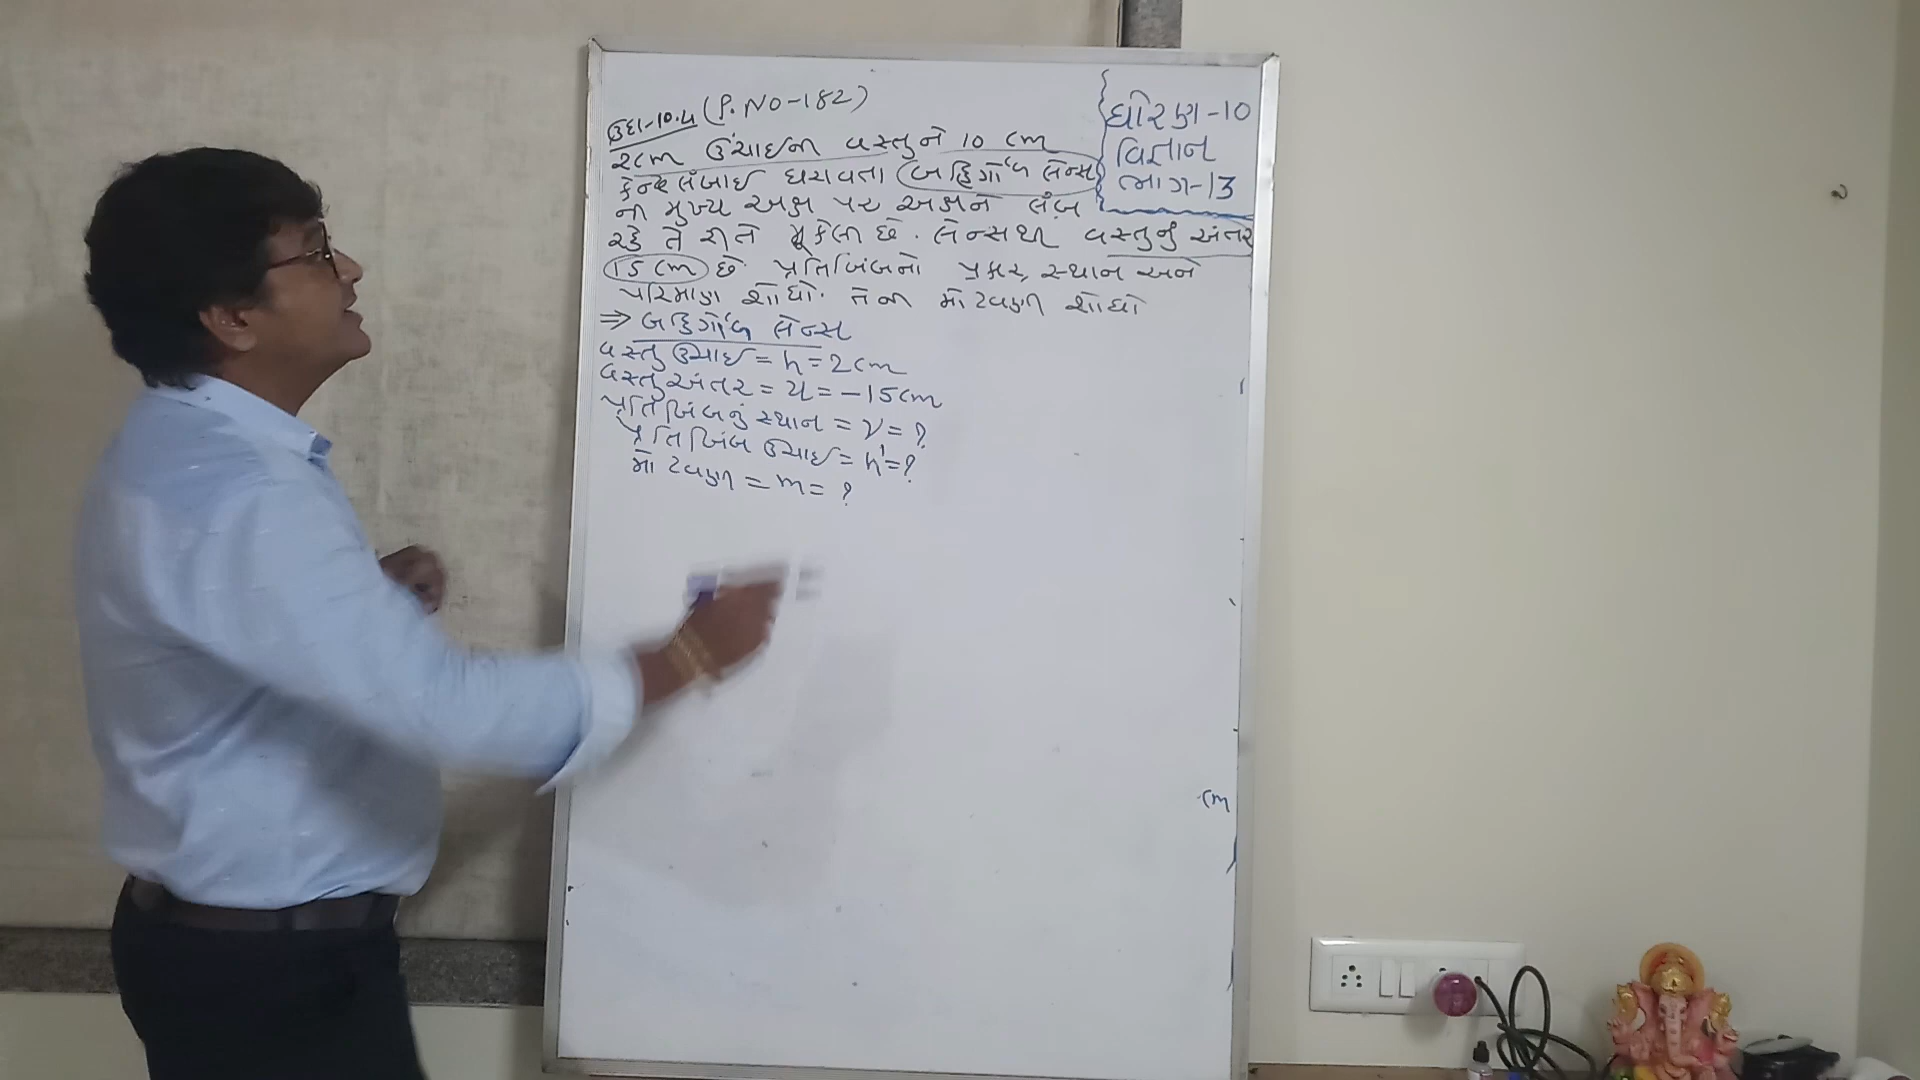 ઉદા-10.4 (P. NO-182)
ધોરણ-10
વિજ્ઞાન
ભાગ-13
2cm ઉંચાઇની વસ્તુને 10 cm
કેન્દ્ર લંબાઇ ધરાવતા બહિર્ગોળ લેન્સ
ની મુખ્ય અક્ષ પર અક્ષને લંબ
રહે તે રીતે મૂકેલી છે. લેન્સથી વસ્તુનું અંતર
15 cm છે. પ્રતિબિંબનો પ્રકાર, સ્થાન અને
પરિમાણ શોધો. તેની મોટવણી શોધો
⇒ બહિર્ગોળ લેન્સ
વસ્તુ ઉંચાઇ = h = 2cm
વસ્તુ અંતર = u = -15cm
પ્રતિબિંબનું સ્થાન = v = ?
પ્રતિબિંબ ઉંચાઇ = h' = ?
મોટવણી = m = ?
cm